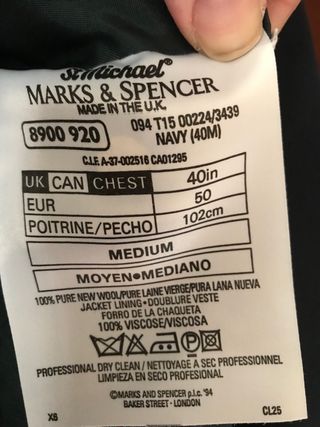 St Michael®
MARKS & SPENCER
MADE IN THE U.K.
8900 920
094 T15 00224/3439
NAVY (40M)
C.I.F. A-37-002516 CA01295
UK CAN CHEST 40in
EUR 50
POITRINE/PECHO 102cm
MEDIUM
MOYEN•MEDIANO
100% PURE NEW WOOL/PURE LAINE VIERGE/PURA LANA NUEVA
JACKET LINING•DOUBLURE VESTE
FORRO DE LA CHAQUETA
100% VISCOSE/VISCOSA
P
PROFESSIONAL DRY CLEAN / NETTOYAGE A SEC PROFESSIONNEL
LIMPIEZA EN SECO PROFESIONAL
©MARKS AND SPENCER p.l.c. '94
BAKER STREET · LONDON
X6 CL25